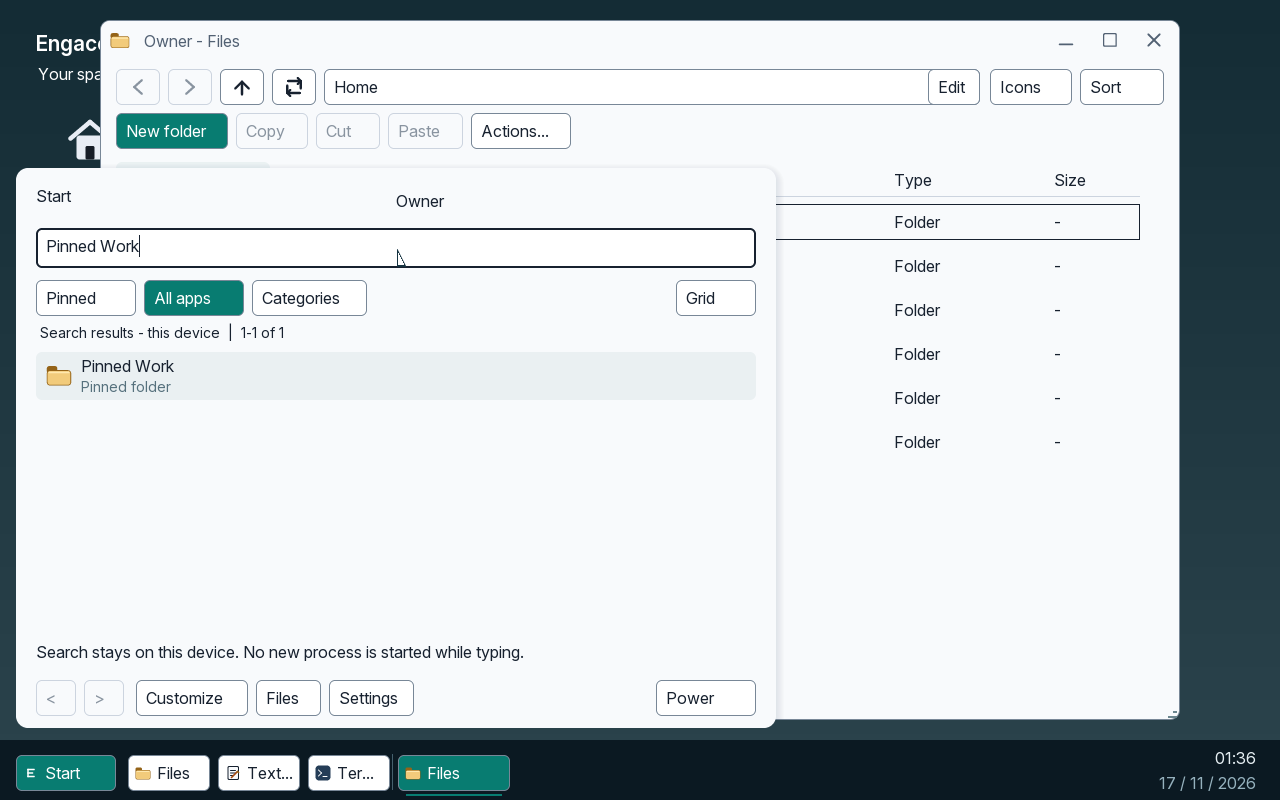 Owner - Files
Your spa
Home
Edit
Icons
Sort
New folder
Copy
Cut
Paste
Actions...
Type
Size
Folder
-
Folder
-
Folder
-
Folder
-
Folder
-
Folder
-
Start
Owner
Pinned Work
Pinned
All apps
Categories
Grid
Search results - this device | 1-1 of 1
Pinned Work
Pinned folder
Search stays on this device. No new process is started while typing.
<
>
Customize
Files
Settings
Power
Start
Files
Text...
Ter...
Files
01:36
17 / 11 / 2026